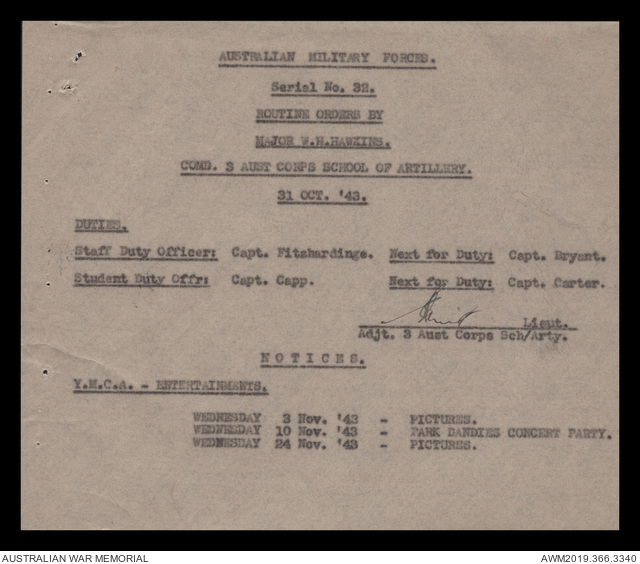 AUSTRALIAN MILITARY FORCES.
Serial No. 32.
ROUTINE ORDERS BY
MAJOR W.H.HAWKINS.
COMD. 3 AUST CORPS SCHOOL OF ARTILLERY.
31 OCT. '43.
DUTIES.
Staff Duty Officer: Capt. Fitzhardinge. Next for Duty: Capt. Bryant.
Student Duty Offr: Capt. Capp. Next for Duty: Capt. Carter.
Lieut.
Adjt. 3 Aust Corps Sch/Arty.
NOTICES.
Y.M.C.A. - ENTERTAINMENTS.
WEDNESDAY 3 Nov. '43 - PICTURES.
WEDNESDAY 10 Nov. '43 - PARK DANDIES CONCERT PARTY.
WEDNESDAY 24 Nov. '43 - PICTURES.
AUSTRALIAN WAR MEMORIAL AWM2019.366.3340